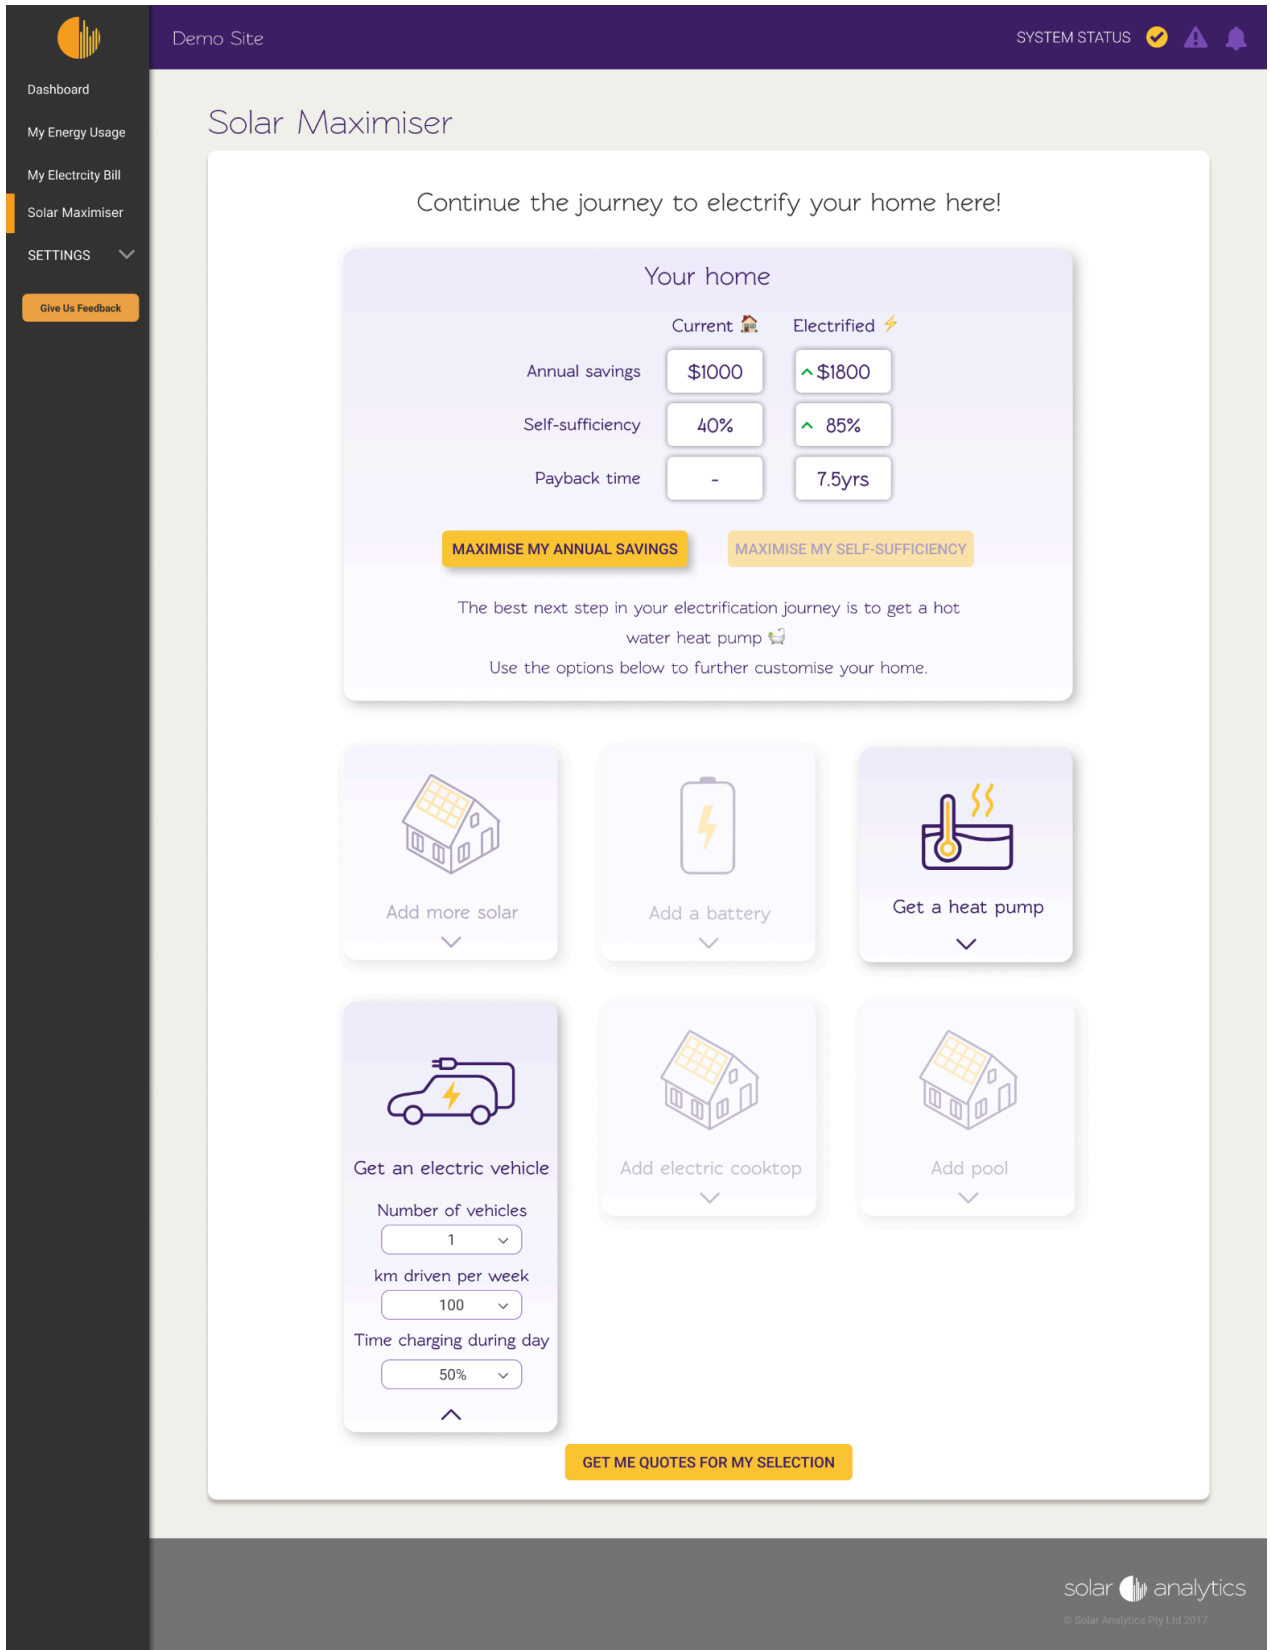 Demo Site
SYSTEM STATUS
Dashboard
My Energy Usage
My Electrcity Bill
Solar Maximiser
SETTINGS
Give Us Feedback
Solar Maximiser
Continue the journey to electrify your home here!
Your home
Current Electrified
Annual savings $1000 $1800
Self-sufficiency 40% 85%
Payback time - 7.5yrs
MAXIMISE MY ANNUAL SAVINGS MAXIMISE MY SELF-SUFFICIENCY
The best next step in your electrification journey is to get a hot
water heat pump
Use the options below to further customise your home.
Add more solar
Add a battery
Get a heat pump
Get an electric vehicle
Number of vehicles
1
km driven per week
100
Time charging during day
50%
Add electric cooktop
Add pool
GET ME QUOTES FOR MY SELECTION
solar analytics
© Solar Analytics Pty Ltd 2017